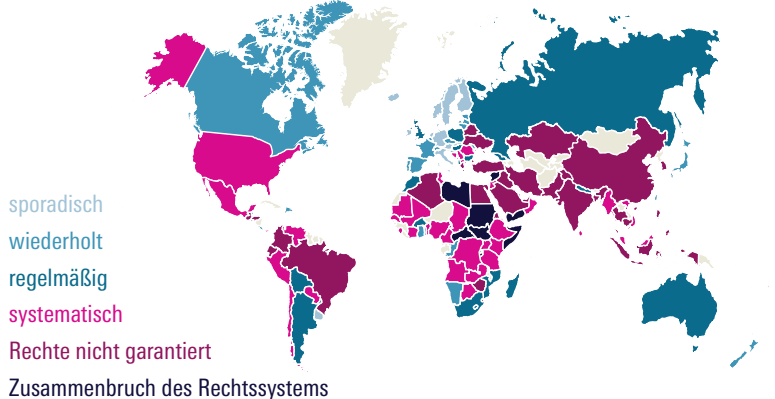 sporadisch
wiederholt
regelmäßig
systematisch
Rechte nicht garantiert
Zusammenbruch des Rechtssystems